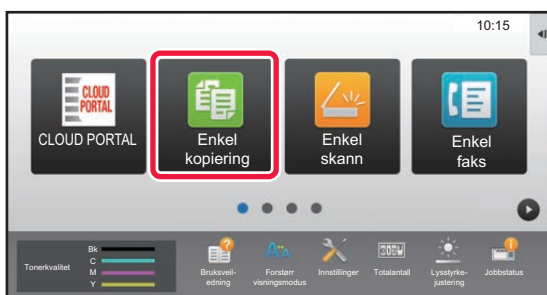 10:15
CLOUD
PORTAL
CLOUD PORTAL
Enkel
kopiering
Enkel
skann
Enkel
faks
Tonerkvalitet
Bk
C
M
Y
Bruksveil-
edning
Forstørr
visningsmodus
Innstillinger
Totalantall
Lysstyrke-
justering
Jobbstatus